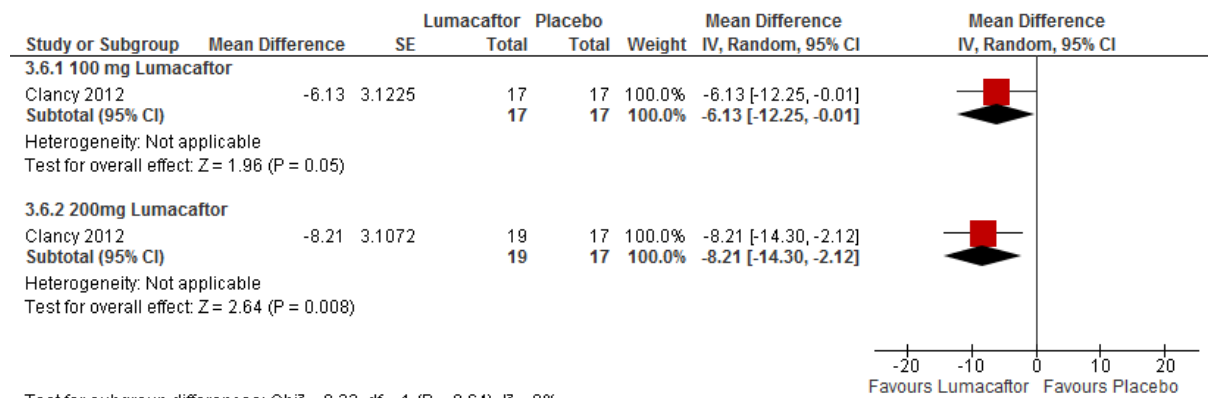 Lumacaftor Placebo Mean Difference Mean Difference
Study or Subgroup Mean Difference SE Total Total Weight IV, Random, 95% CI IV, Random, 95% CI
3.6.1 100 mg Lumacaftor
Clancy 2012 -6.13 3.1225 17 17 100.0% -6.13 [-12.25, -0.01]
Subtotal (95% CI) 17 17 100.0% -6.13 [-12.25, -0.01]
Heterogeneity: Not applicable
Test for overall effect: Z = 1.96 (P = 0.05)
3.6.2 200mg Lumacaftor
Clancy 2012 -8.21 3.1072 19 17 100.0% -8.21 [-14.30, -2.12]
Subtotal (95% CI) 19 17 100.0% -8.21 [-14.30, -2.12]
Heterogeneity: Not applicable
Test for overall effect: Z = 2.64 (P = 0.008)
-20 -10 0 10 20
Favours Lumacaftor Favours Placebo
Test for subgroup differences: